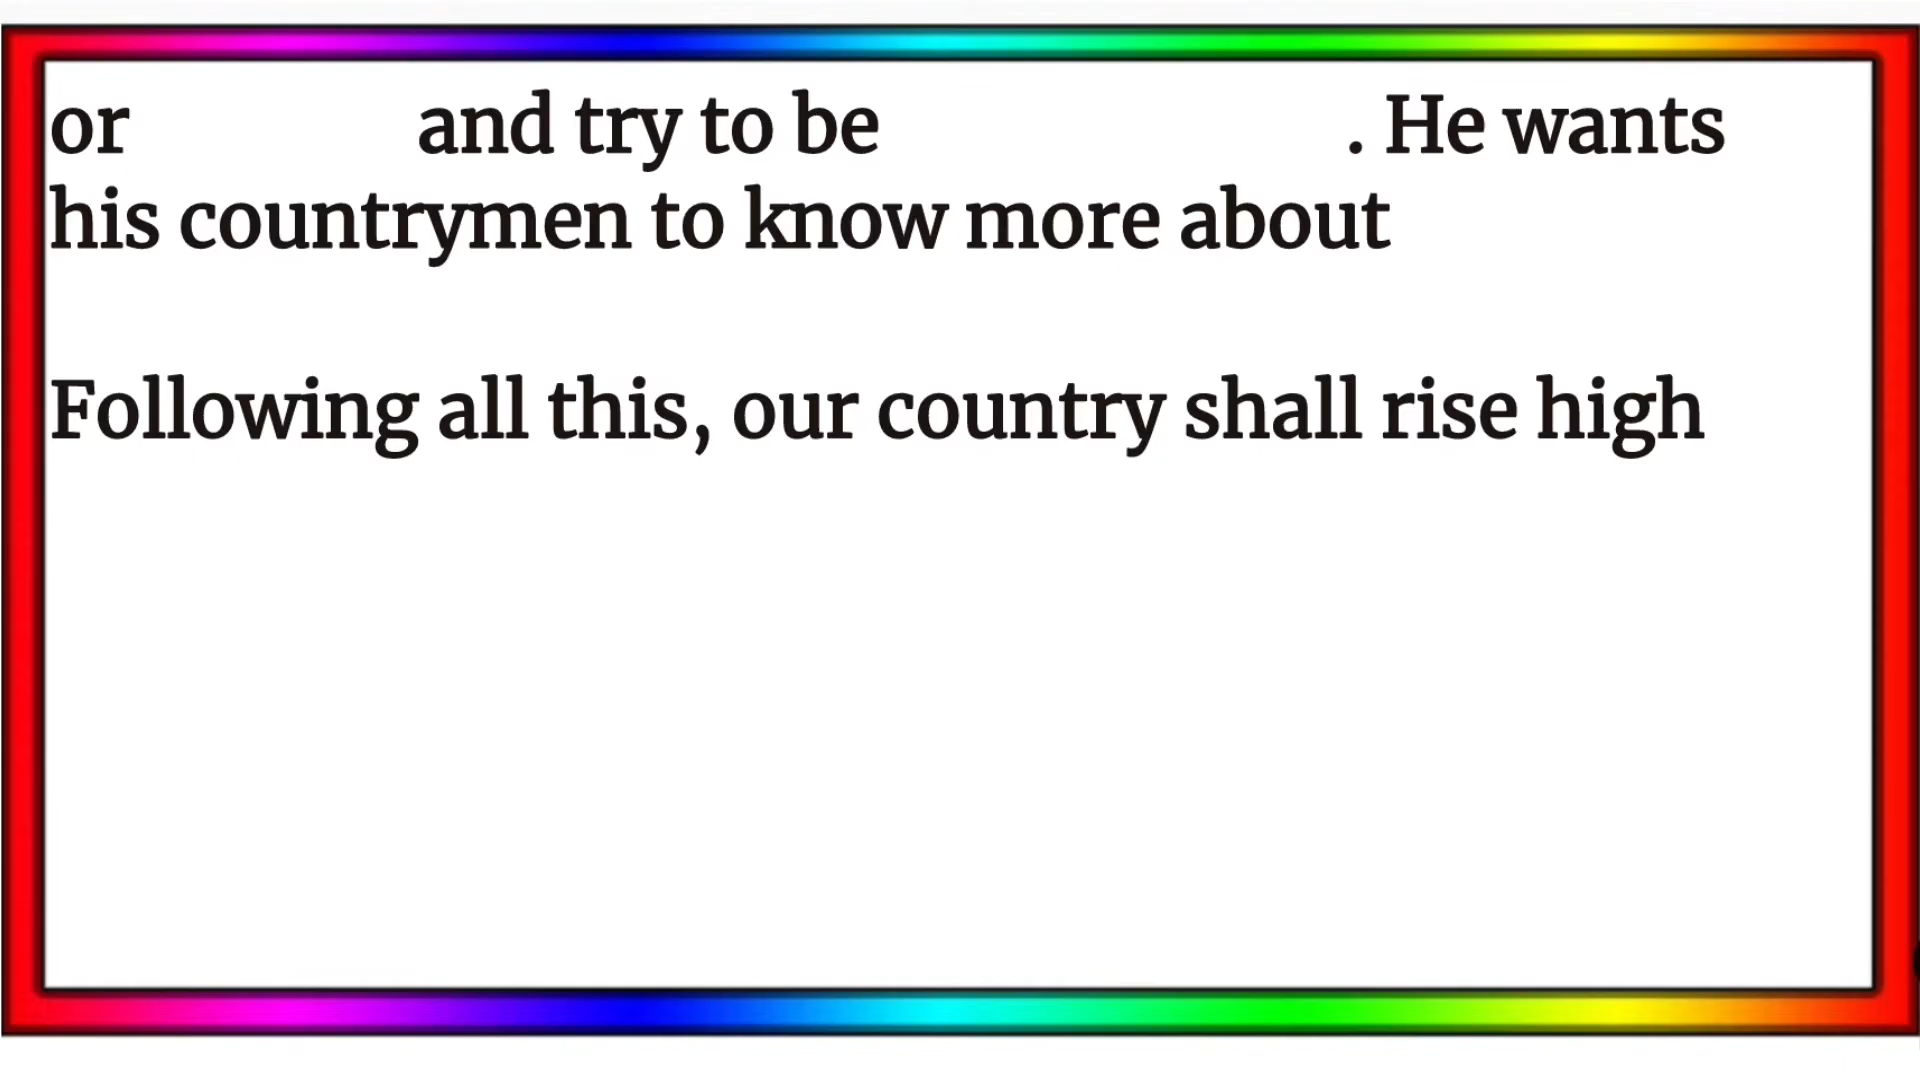 or and try to be . He wants
his countrymen to know more about
Following all this, our country shall rise high